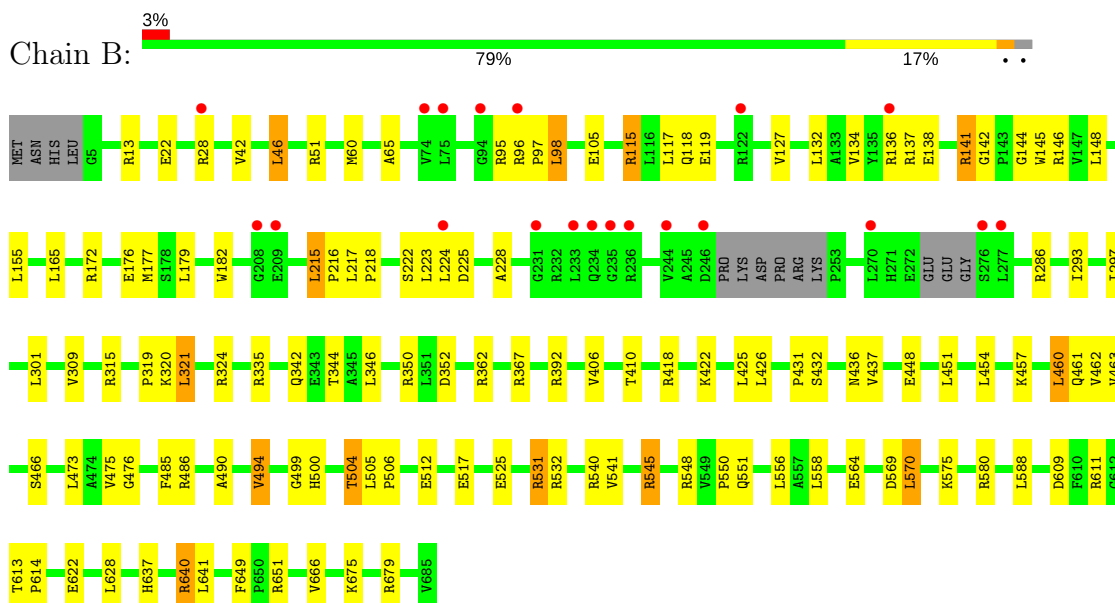 3%
Chain B:
79% 17% • •
MET ASN HIS LEU G5 R13 E22 R28 V42 L46 R51 M60 A65 V74 L75 G94 R95 R96 P97 L98 E105 R115 L116 L117 Q118 E119 R122 V127 L132 A133 V134 Y135 R136 R137 E138 R141 G142 P143 G144 W145 R146 V147 L148
L155 L165 R172 E176 M177 S178 L179 W182 G208 E209 L215 P216 L217 P218 S222 L223 L224 D225 A228 G231 R232 L233 Q234 G235 R236 V244 A245 D246 PRO LYS ASP PRO ARG LYS P253 L270 H271 E272 GLU GLU GLY S276 L277 R286 I293
L301 V309 R315 P319 K320 L321 R324 R335 Q342 E343 T344 A345 L346 R350 L351 D352 R362 R367 R392 V406 T410 R418 K422 L425 L426 P431 S432 N436 V437 E448 L451 L454 K457 L460 Q461 V462 V463
S466 L473 A474 V475 G476 F485 R486 A490 V494 G499 H500 T504 L505 P506 E512 E517 E525 R531 R532 R540 V541 R545 R548 V549 P550 Q551 L556 A557 L558 E564 D569 L570 K575 R580 L588 D609 F610 R611 G612
T613 P614 E622 L628 H637 R640 L641 F649 P650 R651 V666 K675 R679 V685